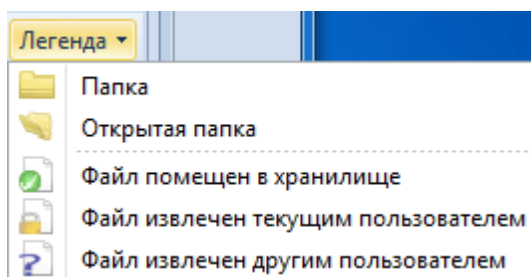 Легенда
Папка
Открытая папка
Файл помещен в хранилище
Файл извлечен текущим пользователем
Файл извлечен другим пользователем